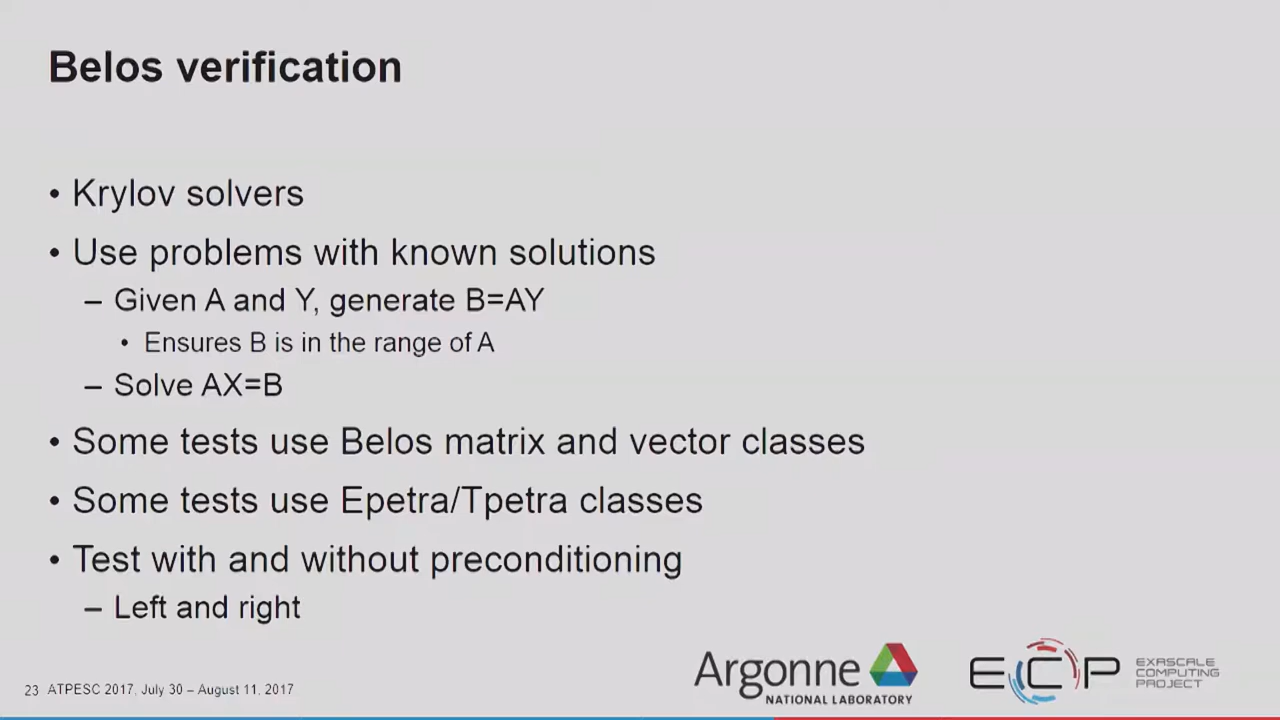 Belos verification
• Krylov solvers
• Use problems with known solutions
– Given A and Y, generate B=AY
• Ensures B is in the range of A
– Solve AX=B
• Some tests use Belos matrix and vector classes
• Some tests use Epetra/Tpetra classes
• Test with and without preconditioning
– Left and right
23 ATPESC 2017, July 30 – August 11, 2017
Argonne
NATIONAL LABORATORY
ECP
EXASCALE
COMPUTING
PROJECT